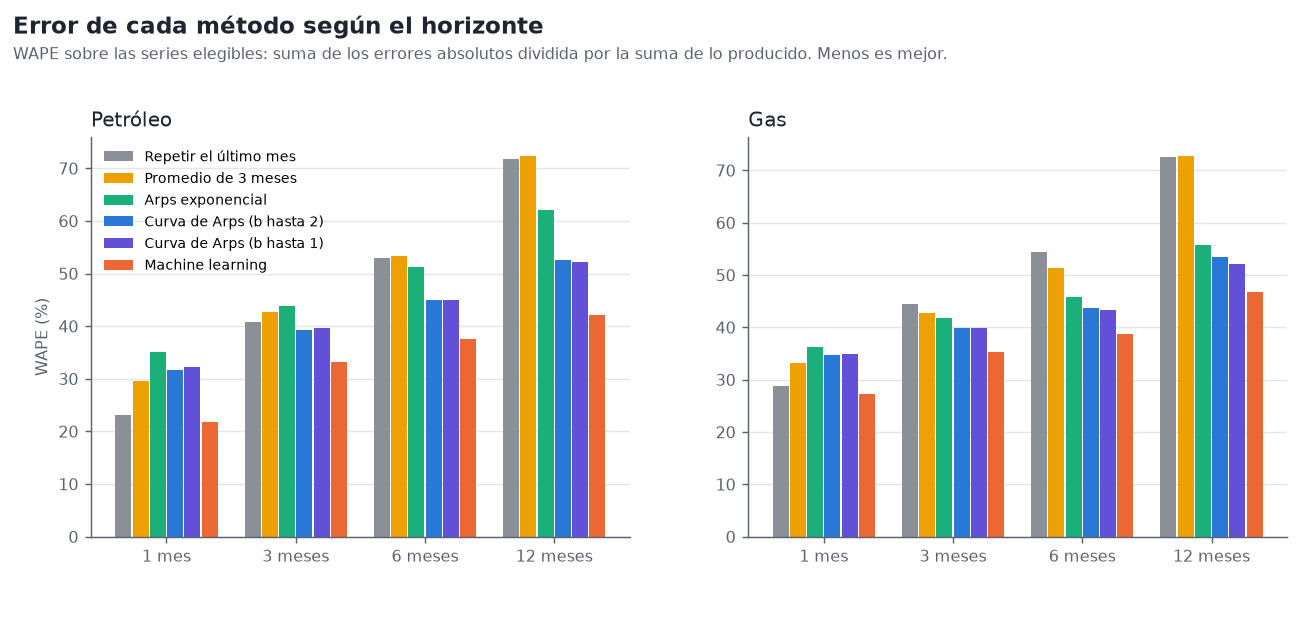 Error de cada método según el horizonte
WAPE sobre las series elegibles: suma de los errores absolutos dividida por la suma de lo producido. Menos es mejor.
Petróleo
Repetir el último mes
Promedio de 3 meses
Arps exponencial
Curva de Arps (b hasta 2)
Curva de Arps (b hasta 1)
Machine learning
WAPE (%)
70
60
50
40
30
20
10
0
1 mes
3 meses
6 meses
12 meses
Gas
70
60
50
40
30
20
10
0
1 mes
3 meses
6 meses
12 meses